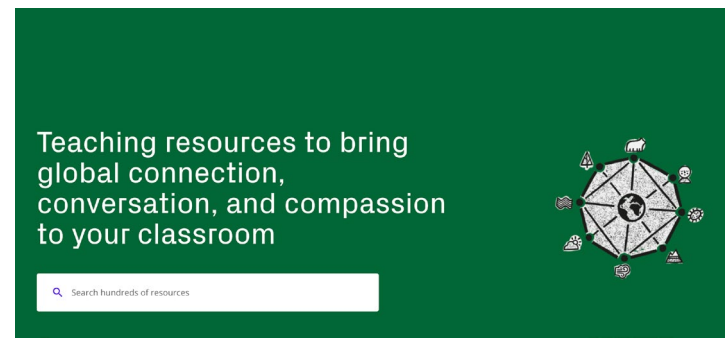 Teaching resources to bring
global connection,
conversation, and compassion
to your classroom
Search hundreds of resources